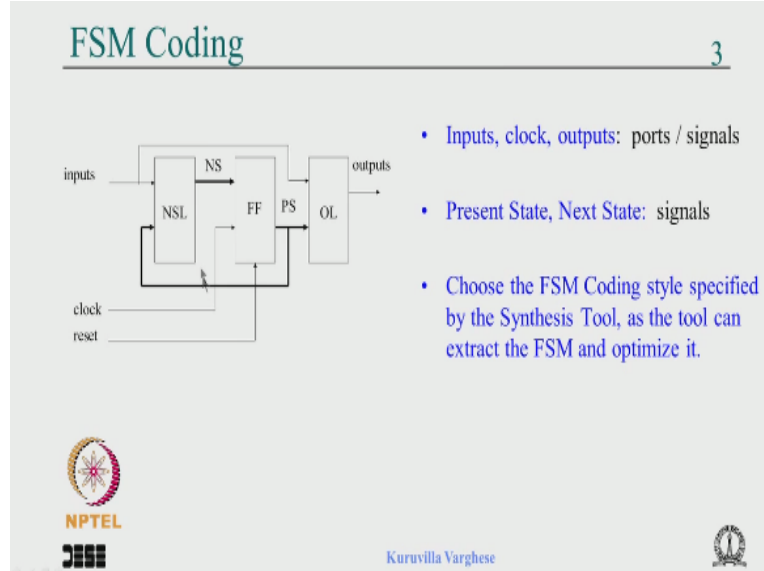 FSM Coding
3
inputs
NS
outputs
NSL
FF
PS
OL
clock
reset
• Inputs, clock, outputs: ports / signals
• Present State, Next State: signals
• Choose the FSM Coding style specified
by the Synthesis Tool, as the tool can
extract the FSM and optimize it.
NPTEL
DESE
Kuruvilla Varghese